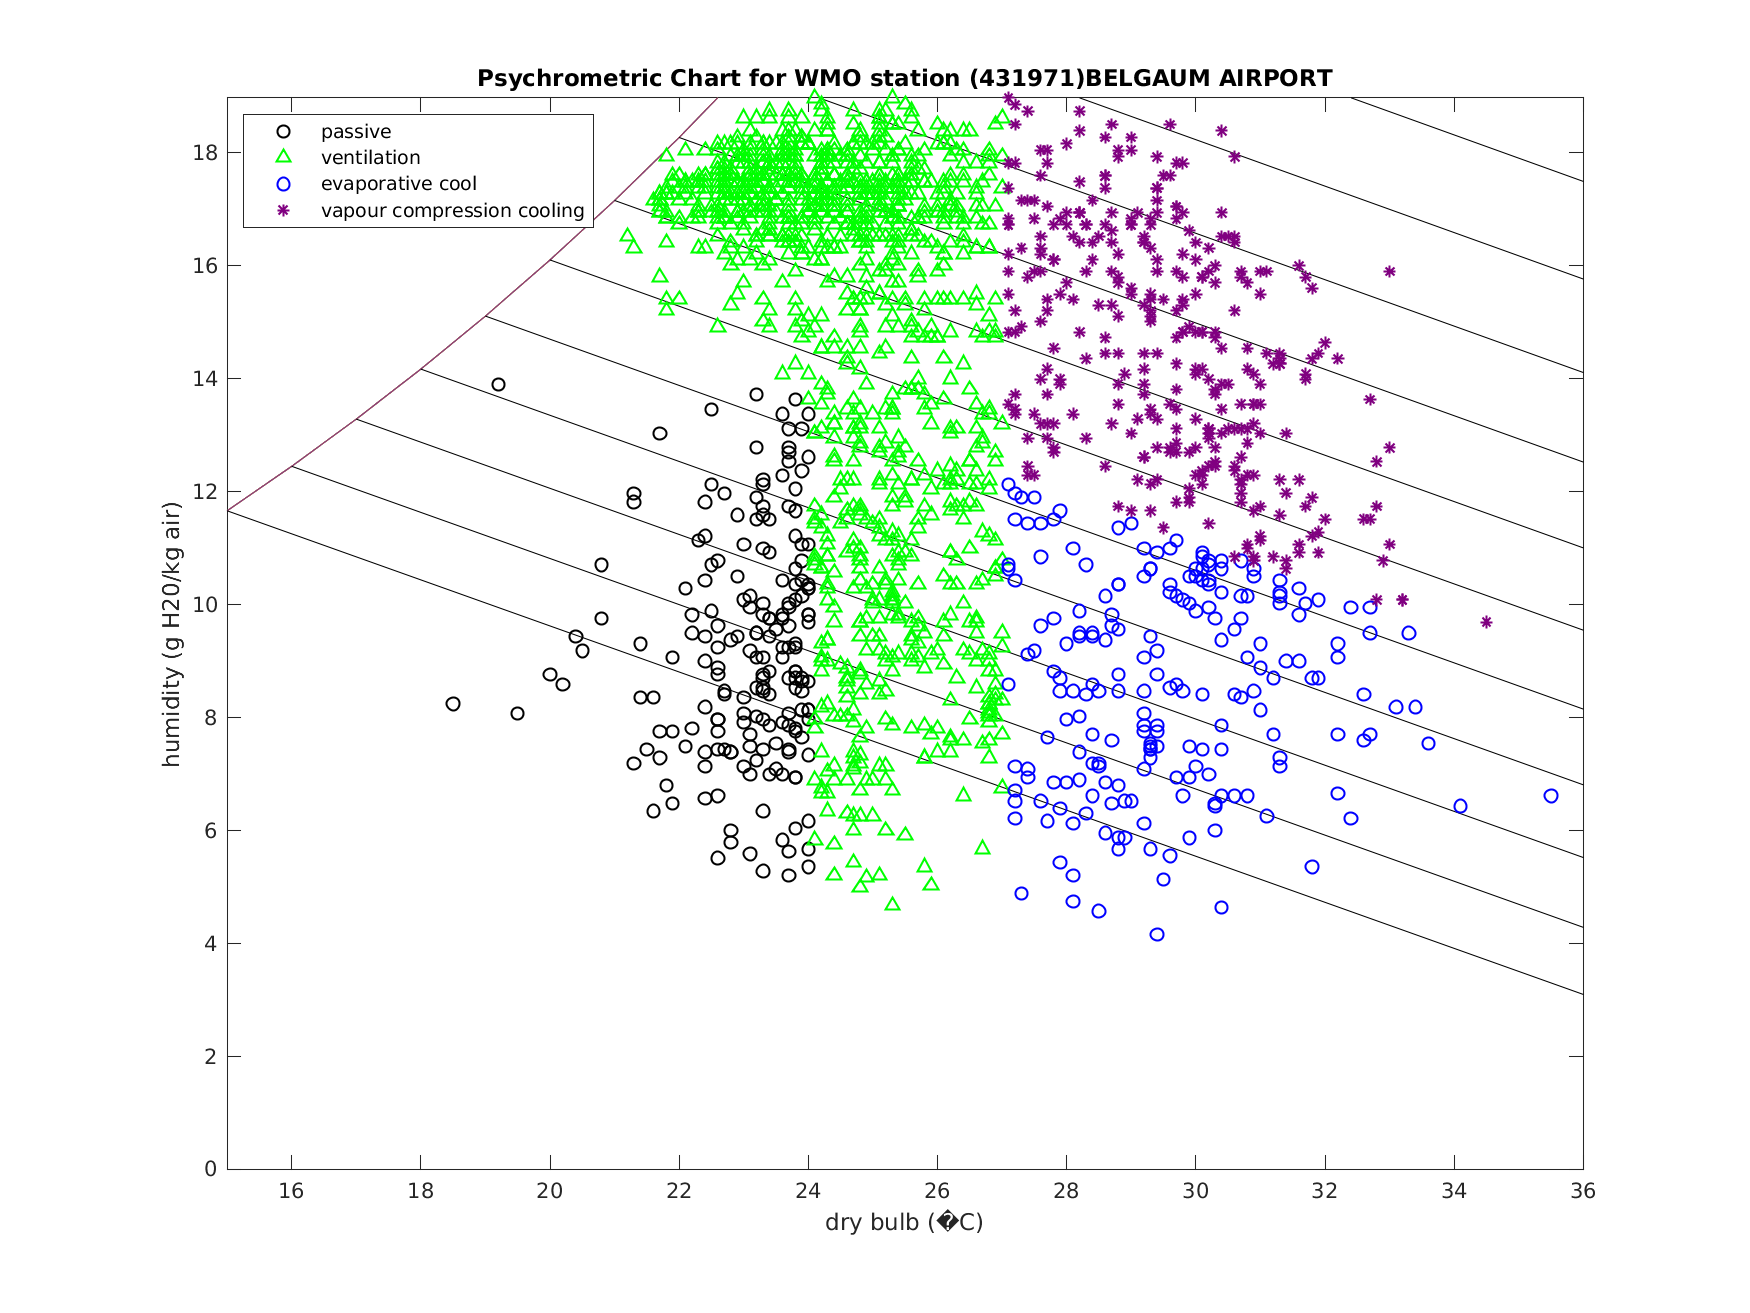 Psychrometric Chart for WMO station (431971)BELGAUM AIRPORT
passive
ventilation
evaporative cool
vapour compression cooling
18
16
14
12
10
8
6
4
2
0
humidity (g H20/kg air)
16 18 20 22 24 26 28 30 32 34 36
dry bulb (�C)